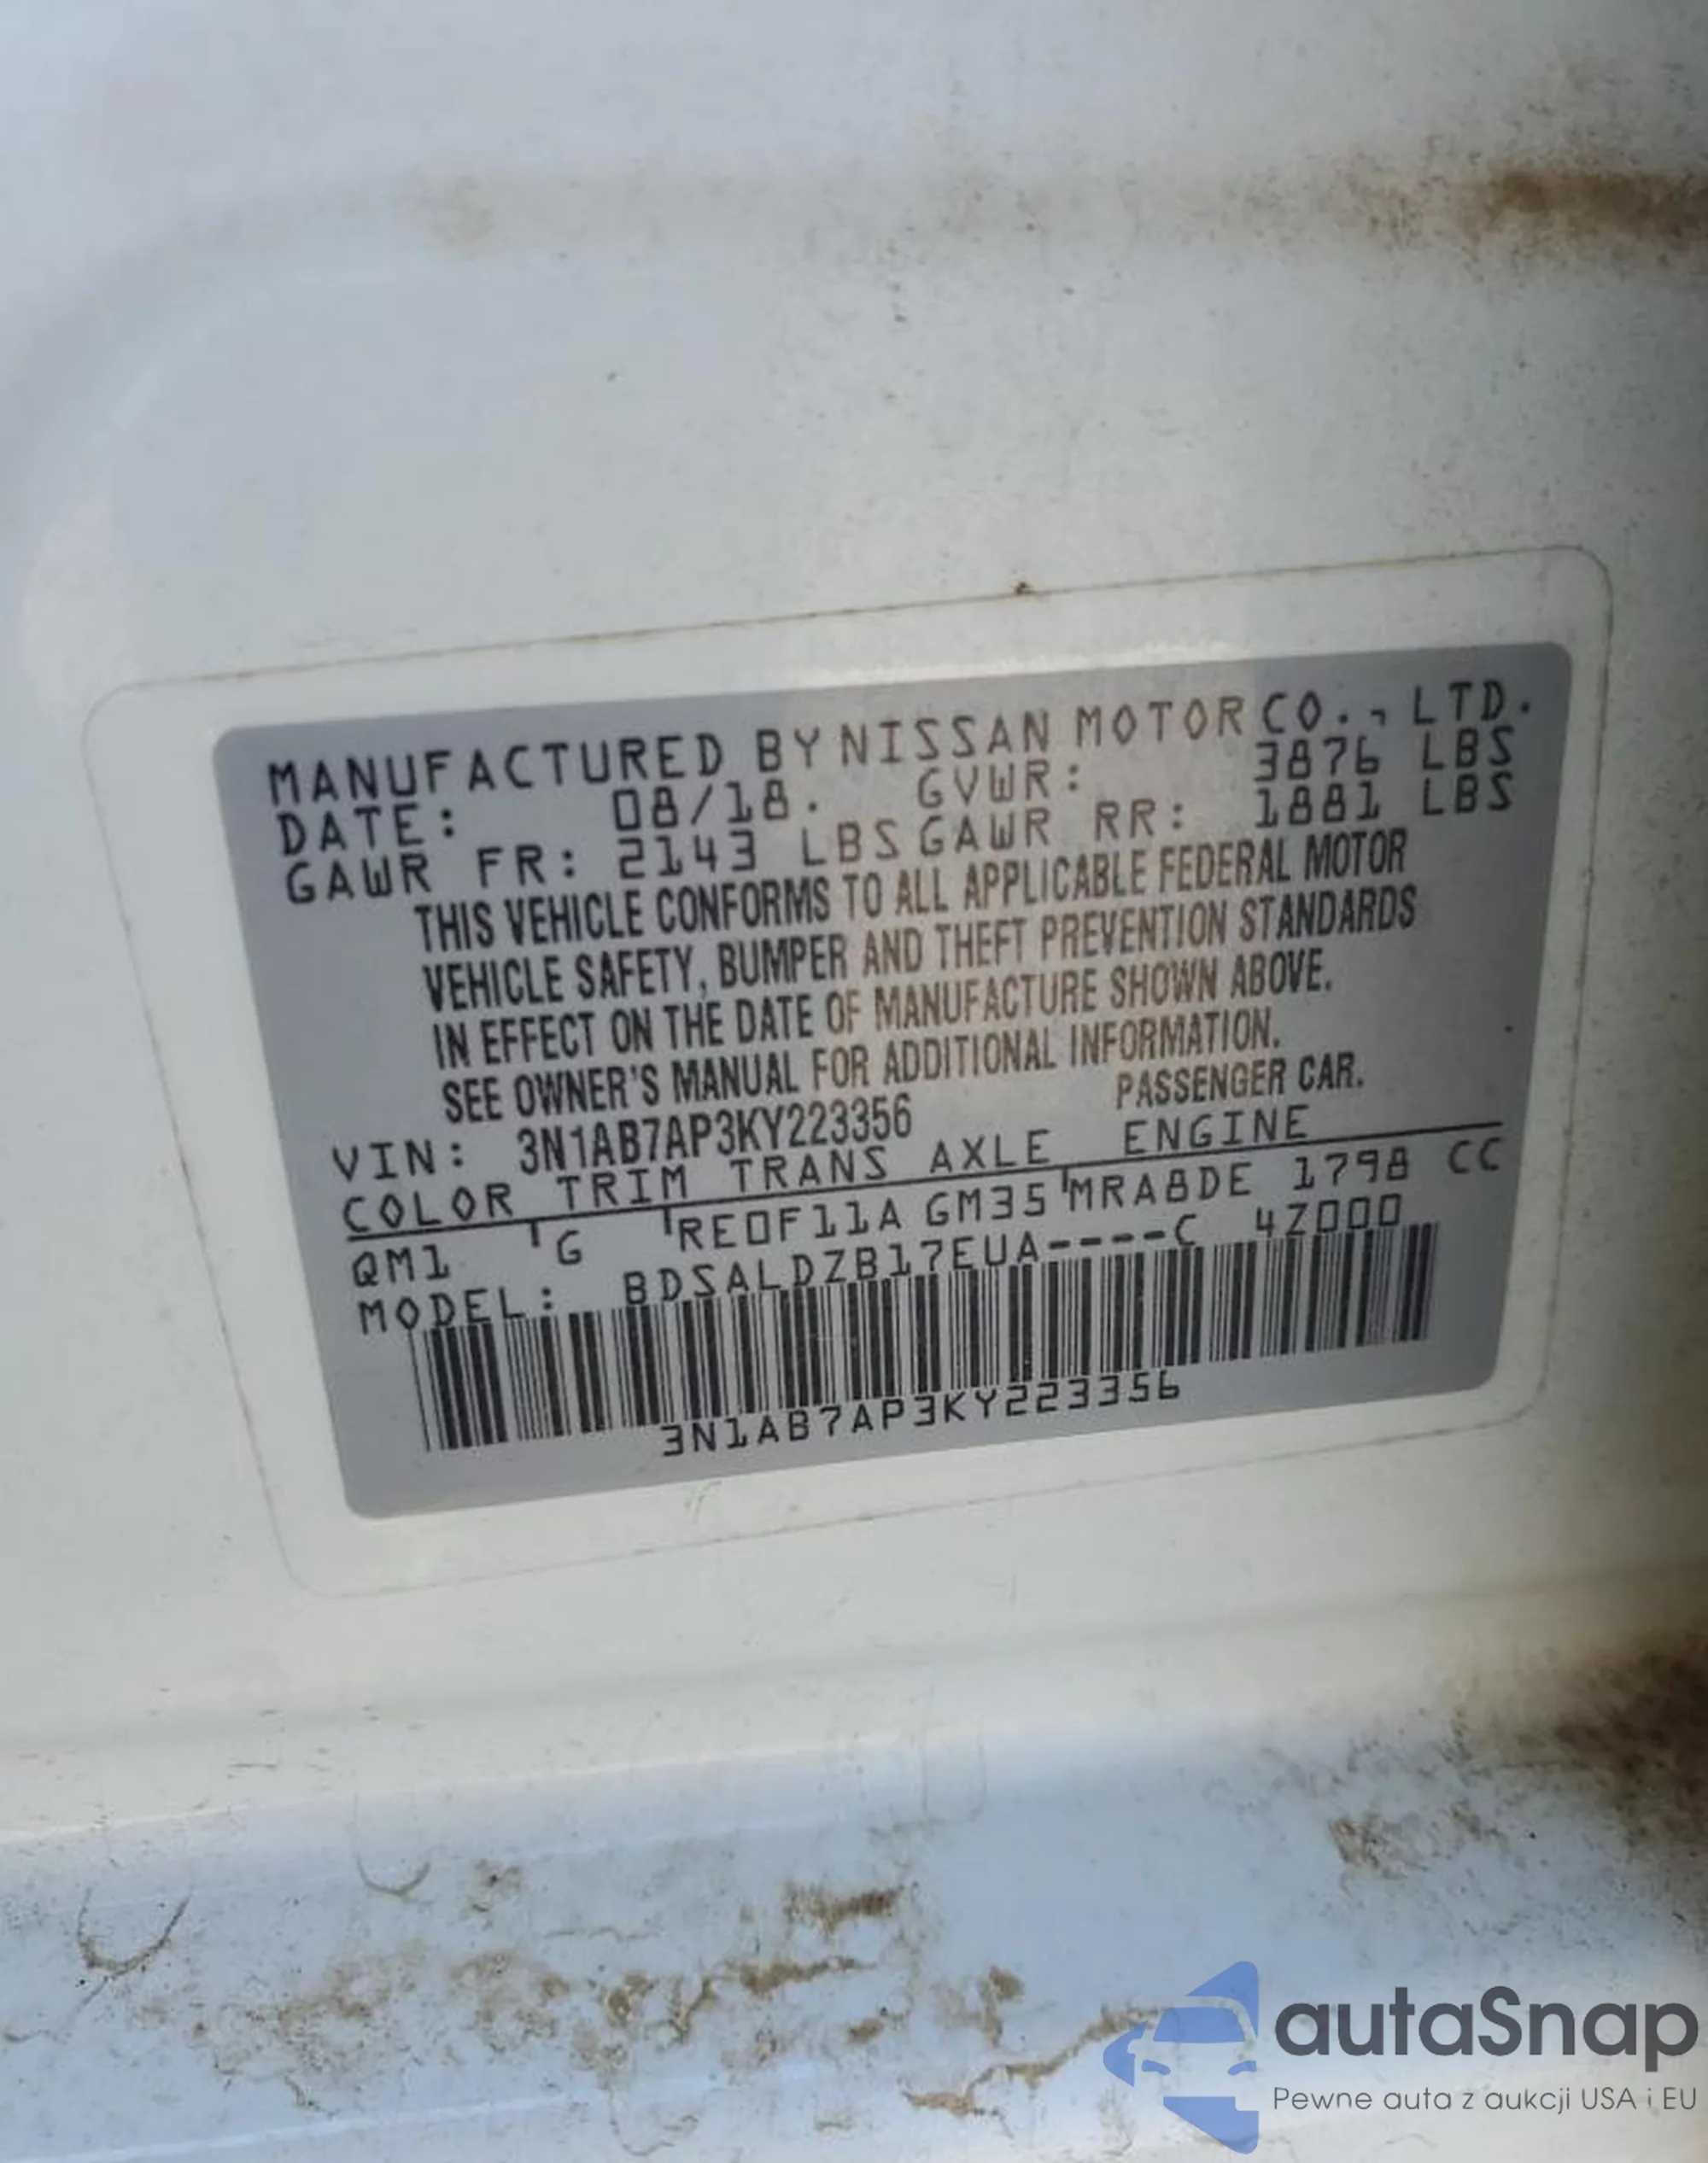 MANUFACTURED BY NISSAN MOTOR CO., LTD.
DATE: 08/18. GVWR: 3876 LBS
GAWR FR: 2143 LBS GAWR RR: 1881 LBS
THIS VEHICLE CONFORMS TO ALL APPLICABLE FEDERAL MOTOR
VEHICLE SAFETY, BUMPER AND THEFT PREVENTION STANDARDS
IN EFFECT ON THE DATE OF MANUFACTURE SHOWN ABOVE.
SEE OWNER'S MANUAL FOR ADDITIONAL INFORMATION.
VIN: 3N1AB7AP3KY223356 PASSENGER CAR.
COLOR TRIM TRANS AXLE ENGINE
QM1 G RE0F11A GM35 MRA8DE 1798 CC
MODEL: BDSALDZB17EUA----C 4Z000
3N1AB7AP3KY223356
autaSnap
Pewne auta z aukcji USA i EU